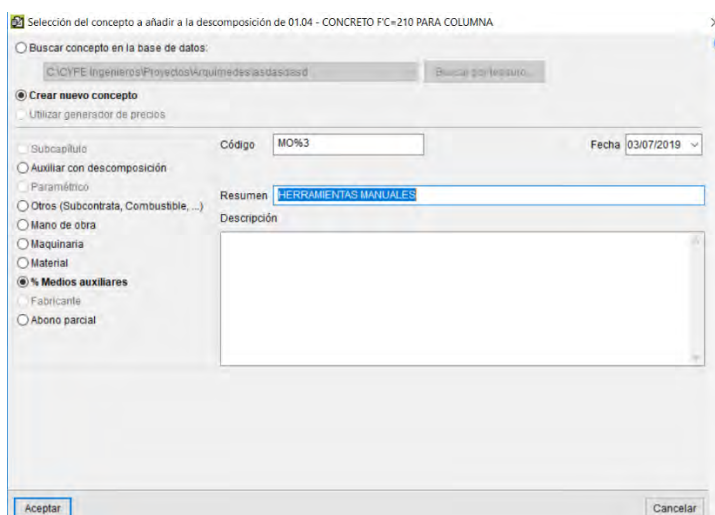 Selección del concepto a añadir a la descomposición de 01.04 - CONCRETO F'C=210 PARA COLUMNA
Buscar concepto en la base de datos:
C:\CYPE Ingenieros\Proyectos\Arquimedes\asdasdasd
Buscar por tesauro...
Crear nuevo concepto
Utilizar generador de precios
Subcapítulo
Código MO%3 Fecha 03/07/2019
Auxiliar con descomposición
Paramétrico
Resumen HERRAMIENTAS MANUALES
Otros (Subcontrata, Combustible, ...)
Descripción
Mano de obra
Maquinaria
Material
% Medios auxiliares
Fabricante
Abono parcial
Aceptar Cancelar